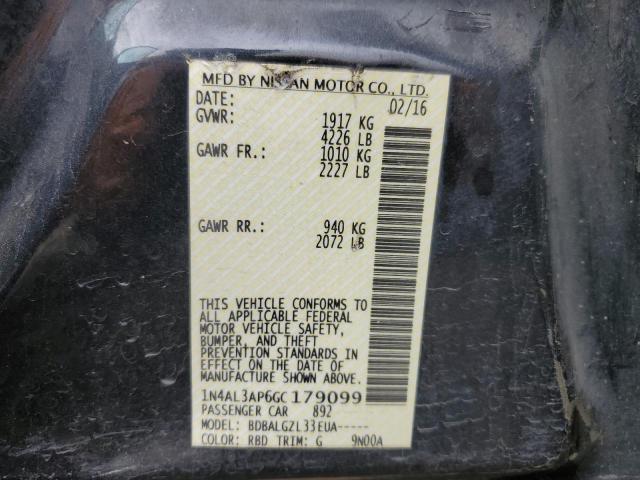 MFD BY NISSAN MOTOR CO., LTD.
DATE: 02/16
GVWR: 1917 KG
4226 LB
GAWR FR.: 1010 KG
2227 LB
GAWR RR.: 940 KG
2072 LB
THIS VEHICLE CONFORMS TO
ALL APPLICABLE FEDERAL
MOTOR VEHICLE SAFETY,
BUMPER, AND THEFT
PREVENTION STANDARDS IN
EFFECT ON THE DATE OF
MANUFACTURE SHOWN ABOVE.
1N4AL3AP6GC179099
PASSENGER CAR 892
MODEL: BDBALGZL33EUA-----
COLOR: RBD TRIM: G 9N00A